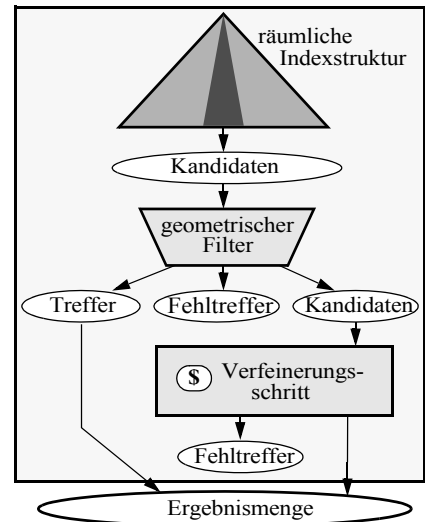 räumliche
Indexstruktur
Kandidaten
geometrischer
Filter
Treffer
Fehltreffer
Kandidaten
$
Verfeinerungs-
schritt
Fehltreffer
Ergebnismenge